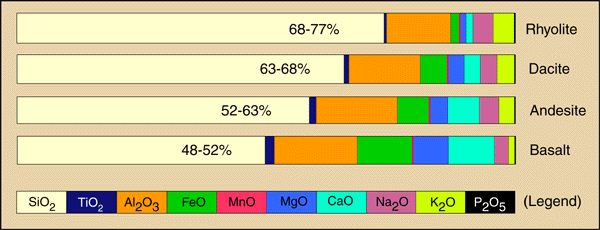 68-77% Rhyolite
63-68% Dacite
52-63% Andesite
48-52% Basalt
SiO₂ TiO₂ Al₂O₃ FeO MnO MgO CaO Na₂O K₂O P₂O₅ (Legend)